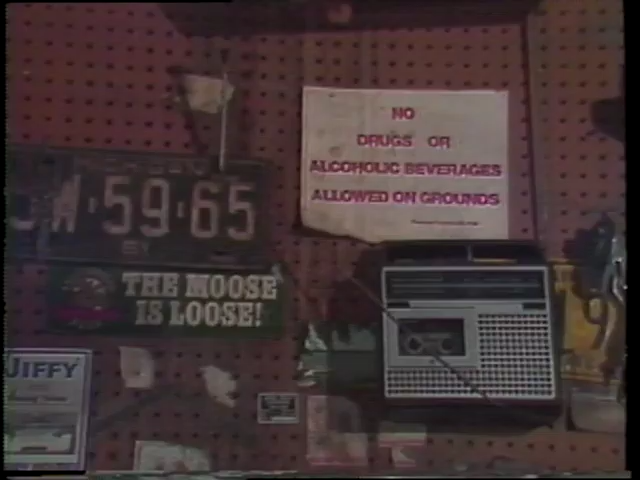 NO
DRUGS OR
ALCOHOLIC BEVERAGES
ALLOWED ON GROUNDS
W·59·65
THE MOOSE
IS LOOSE!
JIFFY